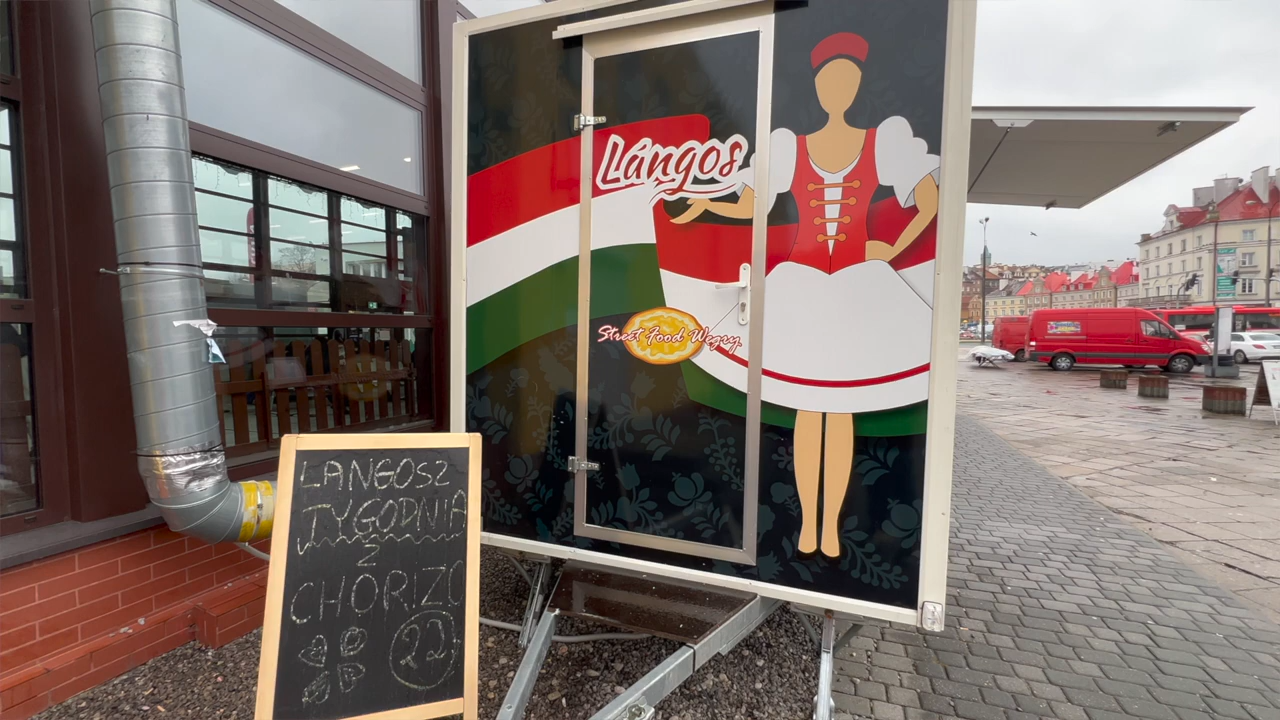 Lángos
Street Food Węgry
LANGOSZ
TYGODNIA
Z
CHORIZO
22,-